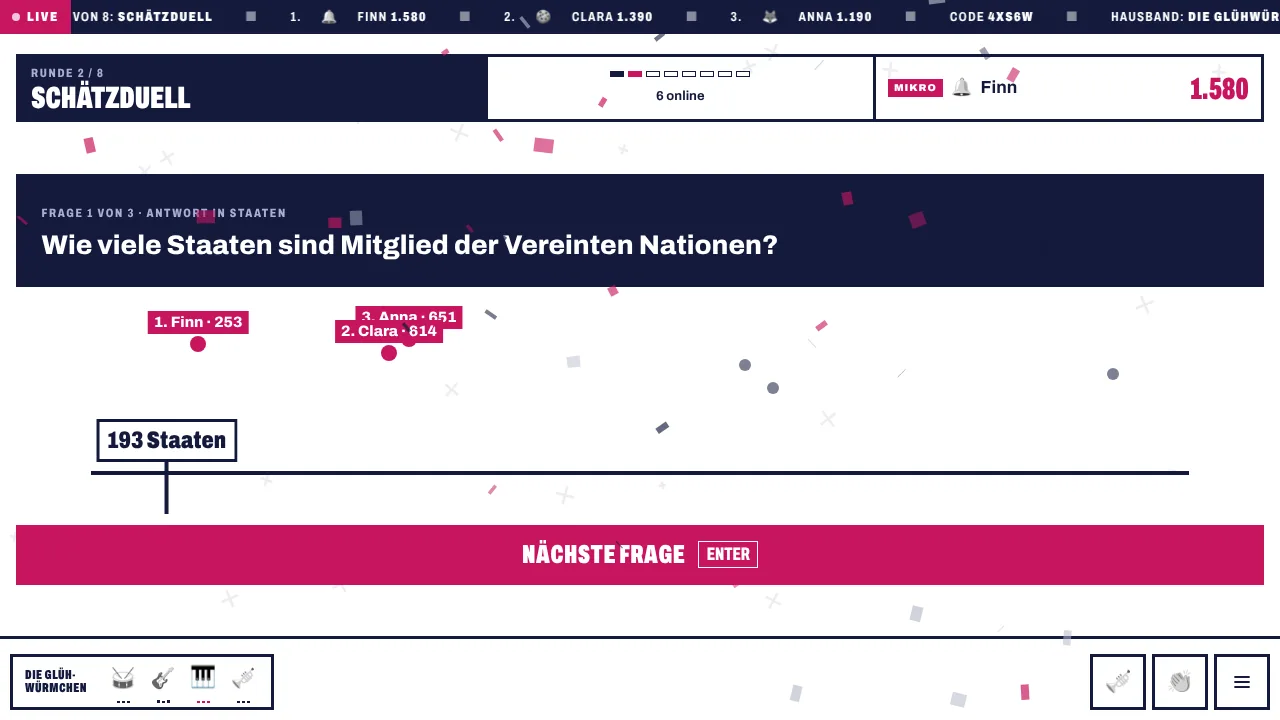 LIVE
VON 8: SCHÄTZDUELL
1. FINN 1.580
2. CLARA 1.390
3. ANNA 1.190
CODE 4XS6W
HAUSBAND: DIE GLÜHWÜR
RUNDE 2 / 8
SCHÄTZDUELL
6 online
MIKRO Finn
1.580
FRAGE 1 VON 3 · ANTWORT IN STAATEN
Wie viele Staaten sind Mitglied der Vereinten Nationen?
1. Finn · 253
3. Anna · 651
2. Clara · 614
193 Staaten
NÄCHSTE FRAGE ENTER
DIE GLÜH-
WÜRMCHEN